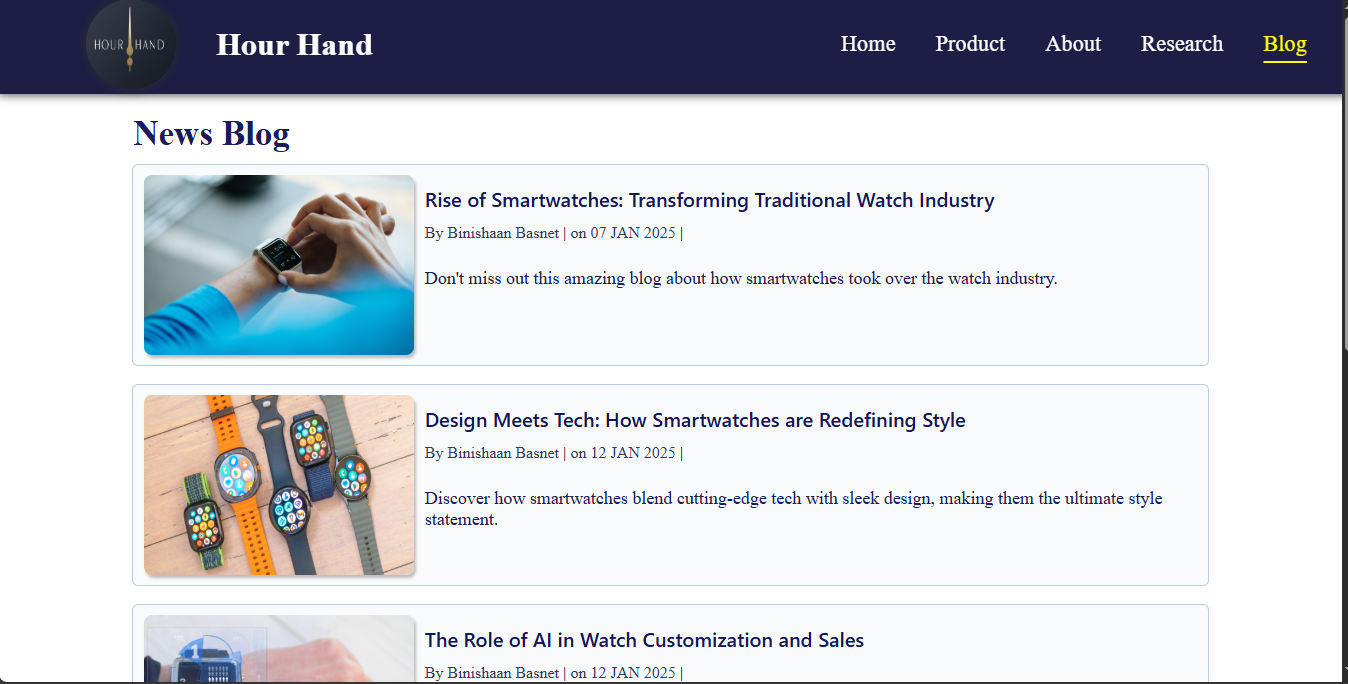 HOUR HAND
Hour Hand
Home
Product
About
Research
Blog
News Blog
Rise of Smartwatches: Transforming Traditional Watch Industry
By Binishaan Basnet | on 07 JAN 2025 |
Don't miss out this amazing blog about how smartwatches took over the watch industry.
Design Meets Tech: How Smartwatches are Redefining Style
By Binishaan Basnet | on 12 JAN 2025 |
Discover how smartwatches blend cutting-edge tech with sleek design, making them the ultimate style
statement.
The Role of AI in Watch Customization and Sales
By Binishaan Basnet | on 12 JAN 2025 |